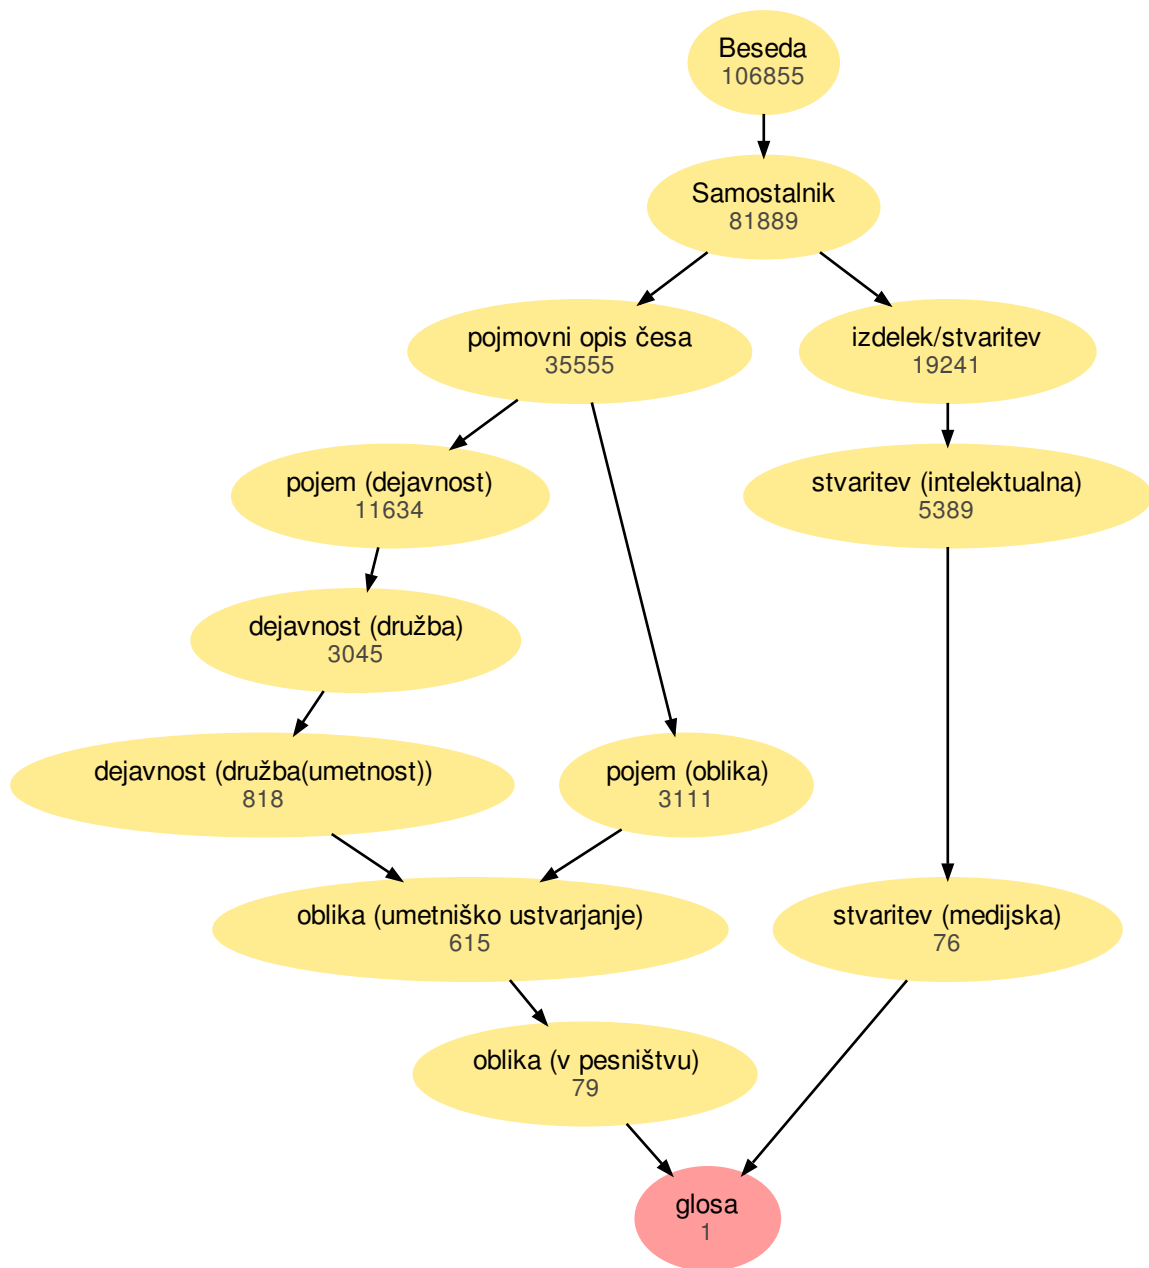 Beseda
106855
Samostalnik
81889
pojmovni opis česa
35555
izdelek/stvaritev
19241
pojem (dejavnost)
11634
stvaritev (intelektualna)
5389
dejavnost (družba)
3045
dejavnost (družba(umetnost))
818
pojem (oblika)
3111
oblika (umetniško ustvarjanje)
615
stvaritev (medijska)
76
oblika (v pesništvu)
79
glosa
1